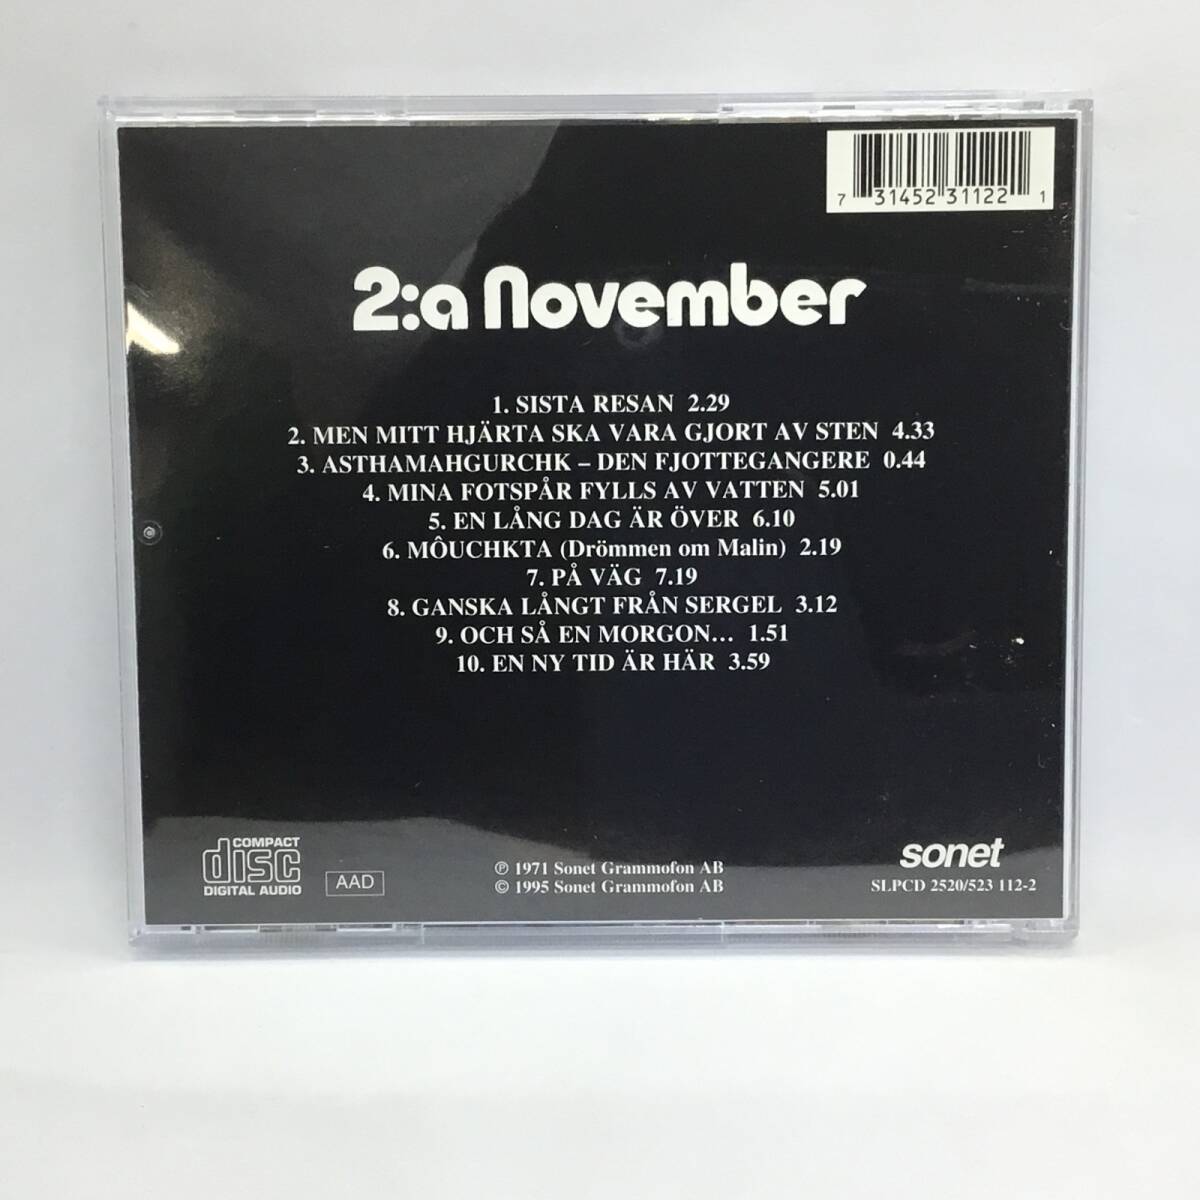 7 31452 31122 1
2:a November
1. SISTA RESAN 2.29
2. MEN MITT HJÄRTA SKA VARA GJORT AV STEN 4.33
3. ASTHAMAHGURCHK – DEN FJOTTEGANGERE 0.44
4. MINA FOTSPÅR FYLLS AV VATTEN 5.01
5. EN LÅNG DAG ÄR ÖVER 6.10
6. MÔUCHKTA (Drömmen om Malin) 2.19
7. PÅ VÄG 7.19
8. GANSKA LÅNGT FRÅN SERGEL 3.12
9. OCH SÅ EN MORGON... 1.51
10. EN NY TID ÄR HÄR 3.59
COMPACT
disc
DIGITAL AUDIO
AAD
℗ 1971 Sonet Grammofon AB
© 1995 Sonet Grammofon AB
sonet
SLPCD 2520/523 112-2